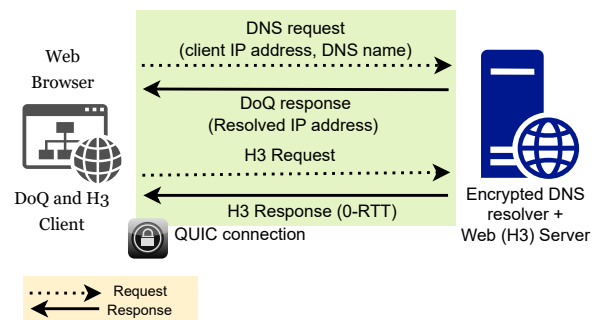 DNS request
(client IP address, DNS name)
Web
Browser
DoQ response
(Resolved IP address)
H3 Request
DoQ and H3
Client
Encrypted DNS
resolver +
Web (H3) Server
H3 Response (0-RTT)
QUIC connection
Request
Response